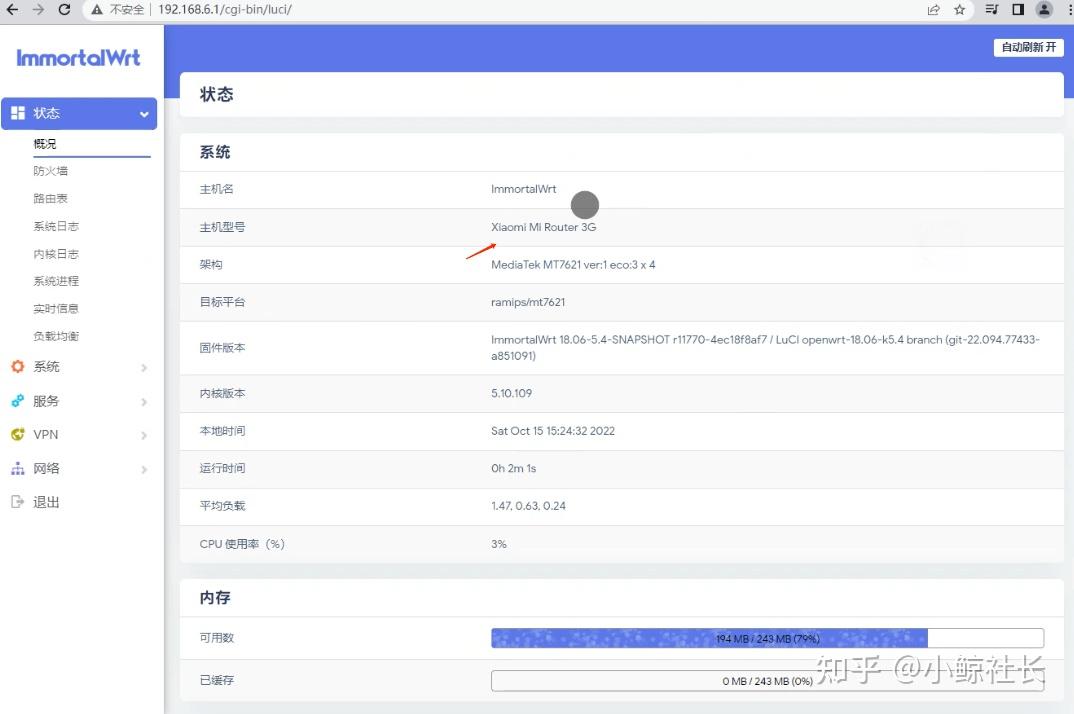 不安全 192.168.6.1/cgi-bin/luci/
ImmortalWrt
自动刷新 开
状态
概况
防火墙
路由表
系统日志
内核日志
系统进程
实时信息
负载均衡
系统
服务
VPN
网络
退出
状态
系统
主机名 ImmortalWrt
主机型号 Xiaomi Mi Router 3G
架构 MediaTek MT7621 ver:1 eco:3 x 4
目标平台 ramips/mt7621
固件版本 ImmortalWrt 18.06-5.4-SNAPSHOT r11770-4ec18f8af7 / LuCI openwrt-18.06-k5.4 branch (git-22.094.77433-
a851091)
内核版本 5.10.109
本地时间 Sat Oct 15 15:24:32 2022
运行时间 0h 2m 1s
平均负载 1.47, 0.63, 0.24
CPU 使用率（%） 3%
内存
可用数 194 MB / 243 MB (79%)
已缓存 0 MB / 243 MB (0%)
知乎 @小鲸社长